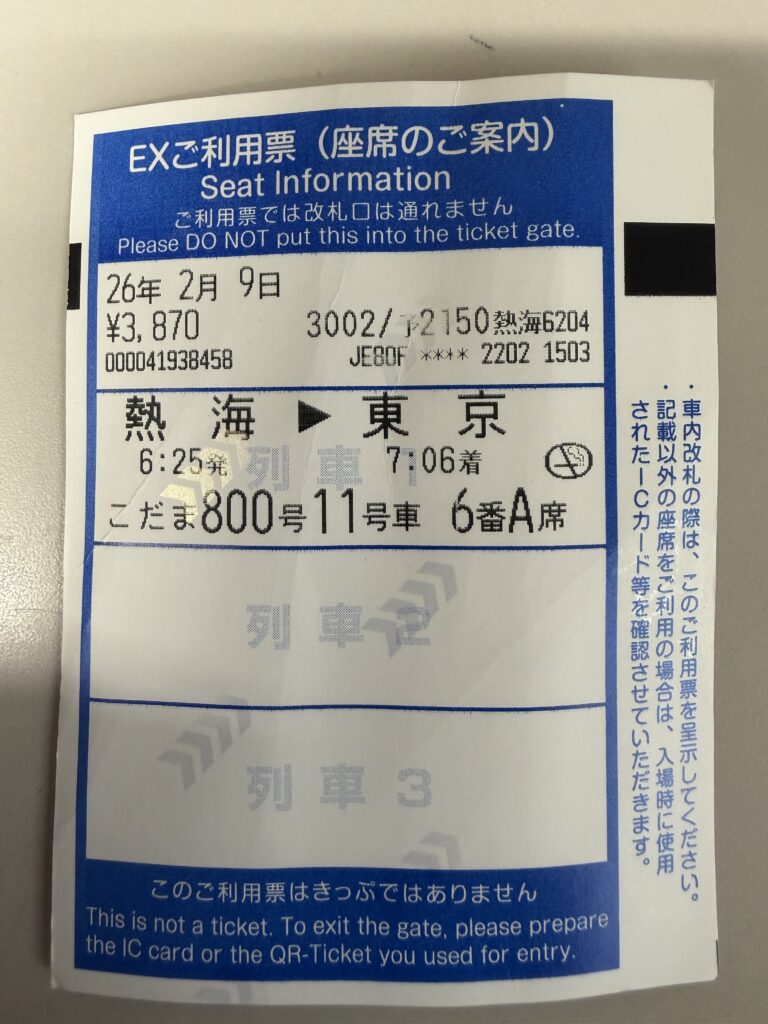 EXご利用票（座席のご案内）
Seat Information
ご利用票では改札口は通れません
Please DO NOT put this into the ticket gate.
26年 2月 9日
¥3,870 3002/予2150熱海6204
000041938458 JE80F **** 2202 1503
熱 海 ▶ 東 京
列車1
6:25発 7:06着
こだま800号11号車 6番A席
列車2
列車3
このご利用票はきっぷではありません
This is not a ticket. To exit the gate, please prepare
the IC card or the QR-Ticket you used for entry.
・車内改札の際は、このご利用票を呈示してください。
・記載以外の座席をご利用の場合は、入場時に使用
されたICカード等を確認させていただきます。